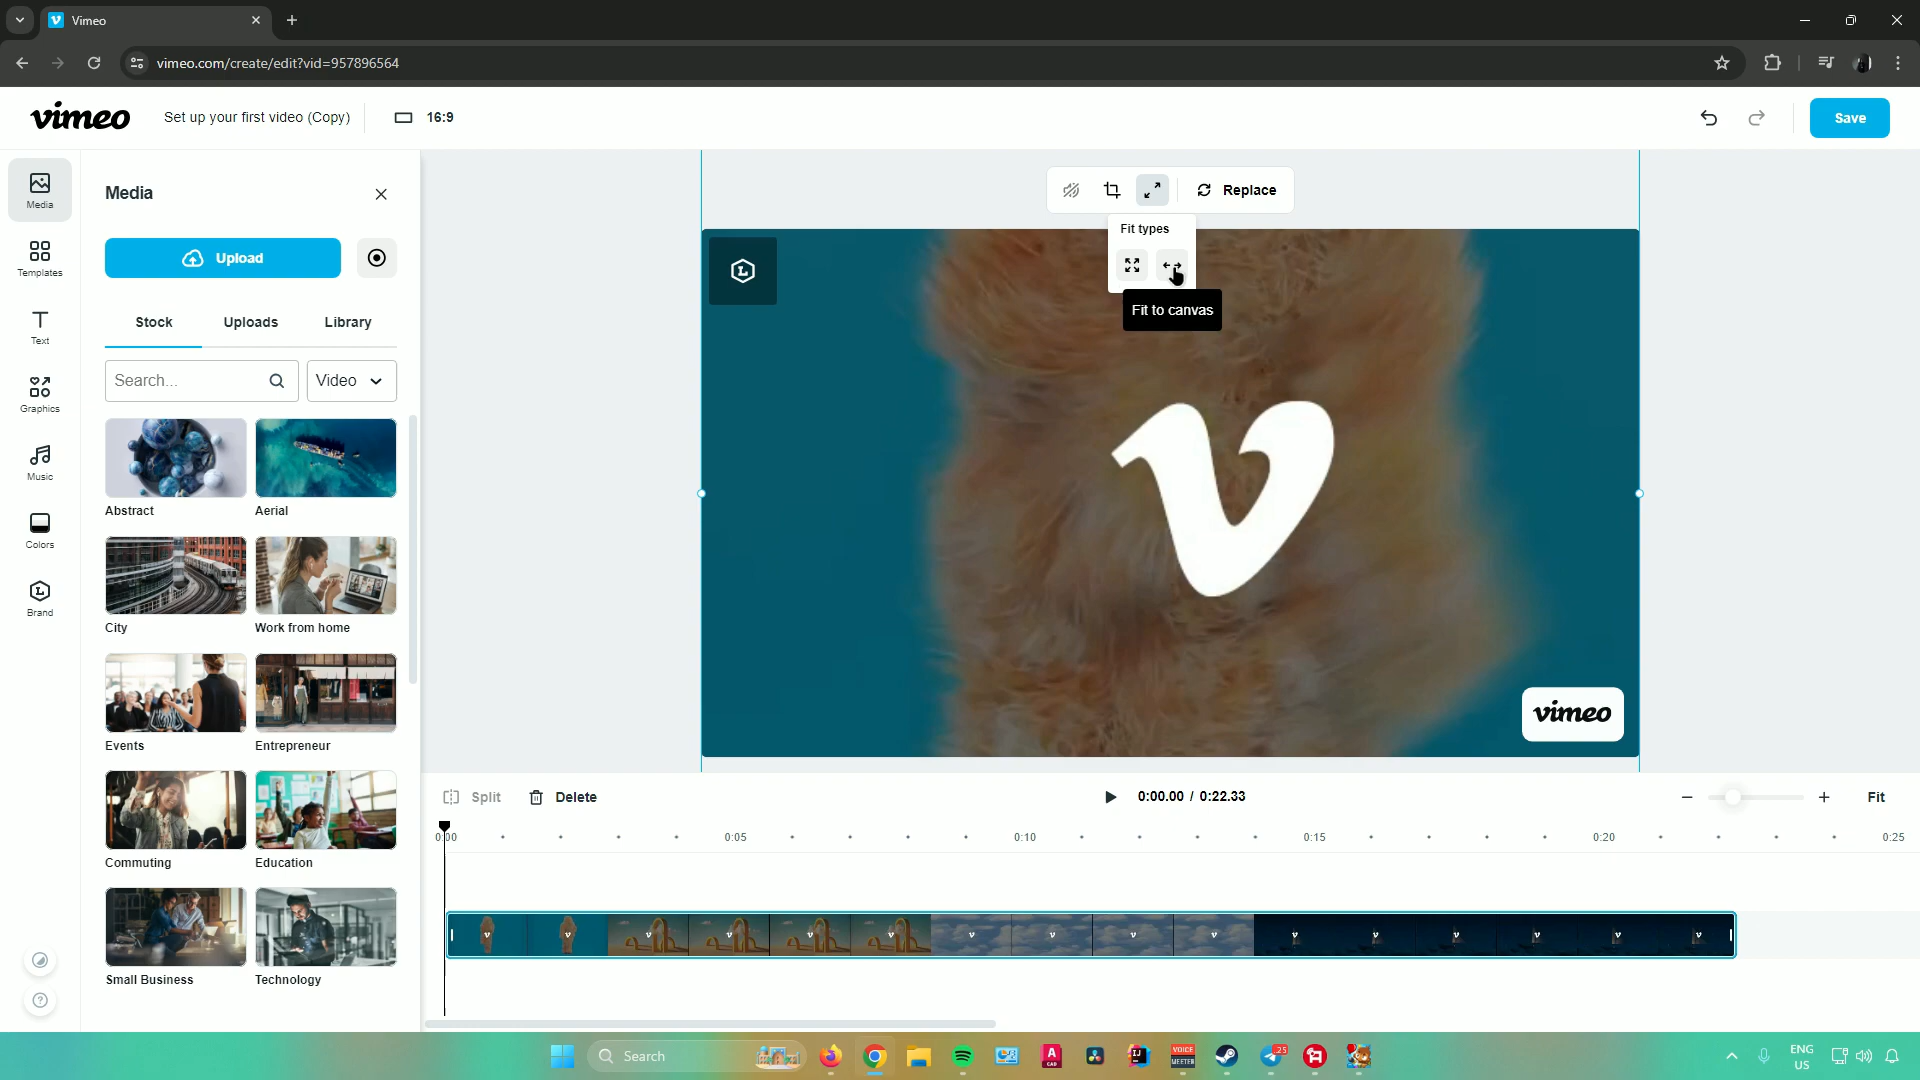 Vimeo
vimeo.com/create/edit?vid=957896564
vimeo
Set up your first video (Copy)
16:9
Save
Media
Templates
Text
Graphics
Music
Colors
Brand
Media
Upload
Stock
Uploads
Library
Search...
Video
Abstract
Aerial
City
Work from home
Events
Entrepreneur
Commuting
Education
Small Business
Technology
Replace
Fit types
Fit to canvas
vimeo
Split
Delete
0:00.00 / 0:22.33
Fit
0:00
0:05
0:10
0:15
0:20
0:25
Search
VOICE
MEETER
25
ENG
US